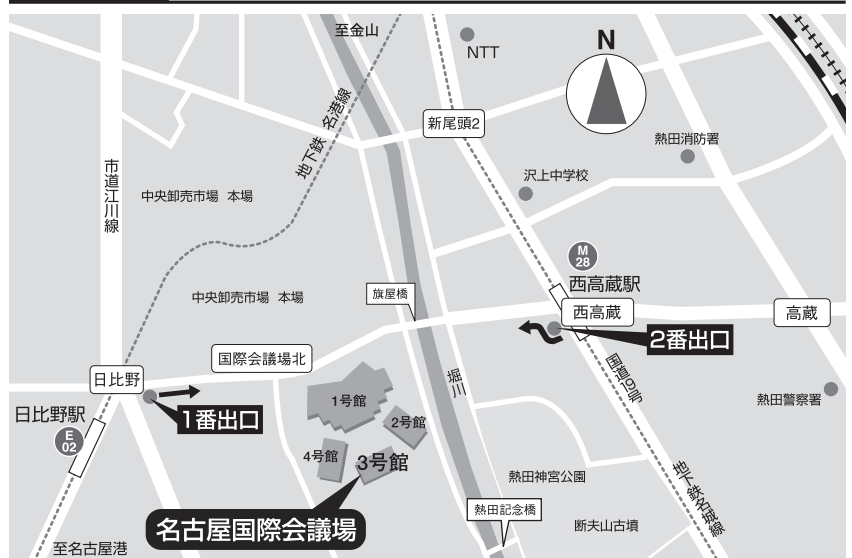 至金山
NTT
N
地下鉄 名港線
新尾頭2
熱田消防署
市道江川線
中央卸売市場 本場
沢上中学校
M
28
西高蔵駅
中央卸売市場 本場
旗屋橋
西高蔵
高蔵
2番出口
国際会議場北
日比野
国道19号
堀川
1号館
熱田警察署
日比野駅
1番出口
2号館
E
02
4号館
3号館
熱田神宮公園
地下鉄名城線
名古屋国際会議場
熱田記念橋
断夫山古墳
至名古屋港